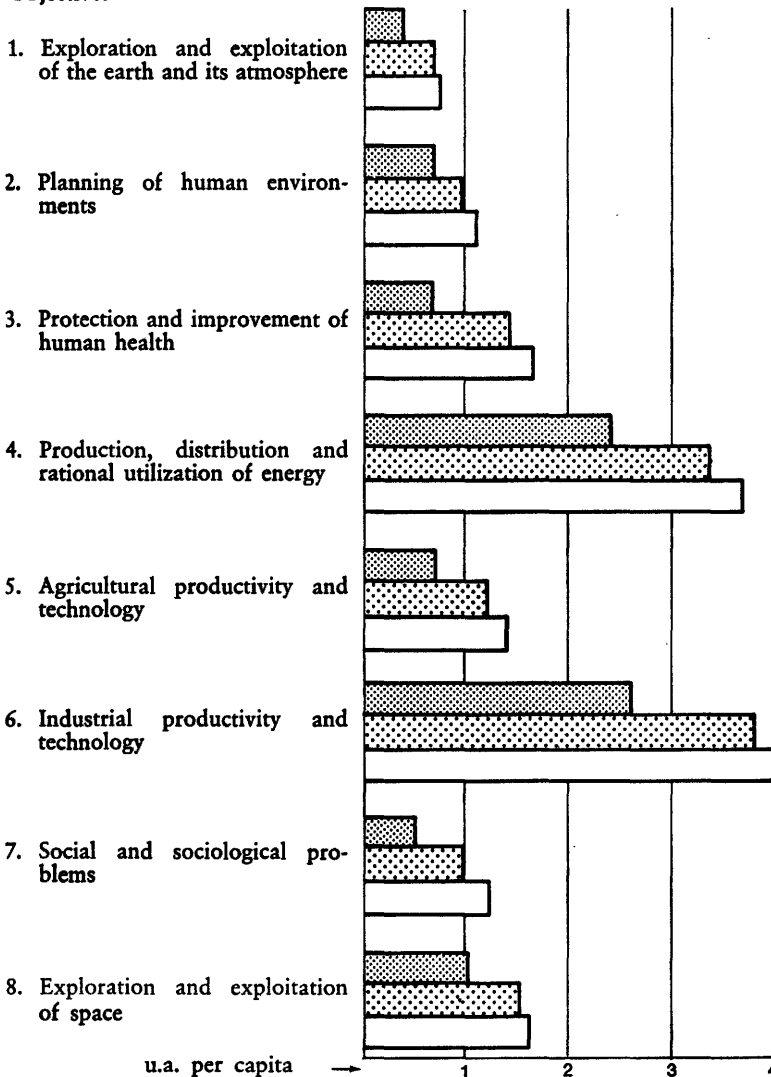 1. Exploration and exploitation
of the earth and its atmosphere
2. Planning of human environ-
ments
3. Protection and improvement of
human health
4. Production, distribution and
rational utilization of energy
5. Agricultural productivity and
technology
6. Industrial productivity and
technology
7. Social and sociological pro-
blems
8. Exploration and exploitation
of space
u.a. per capita → 1 2 3